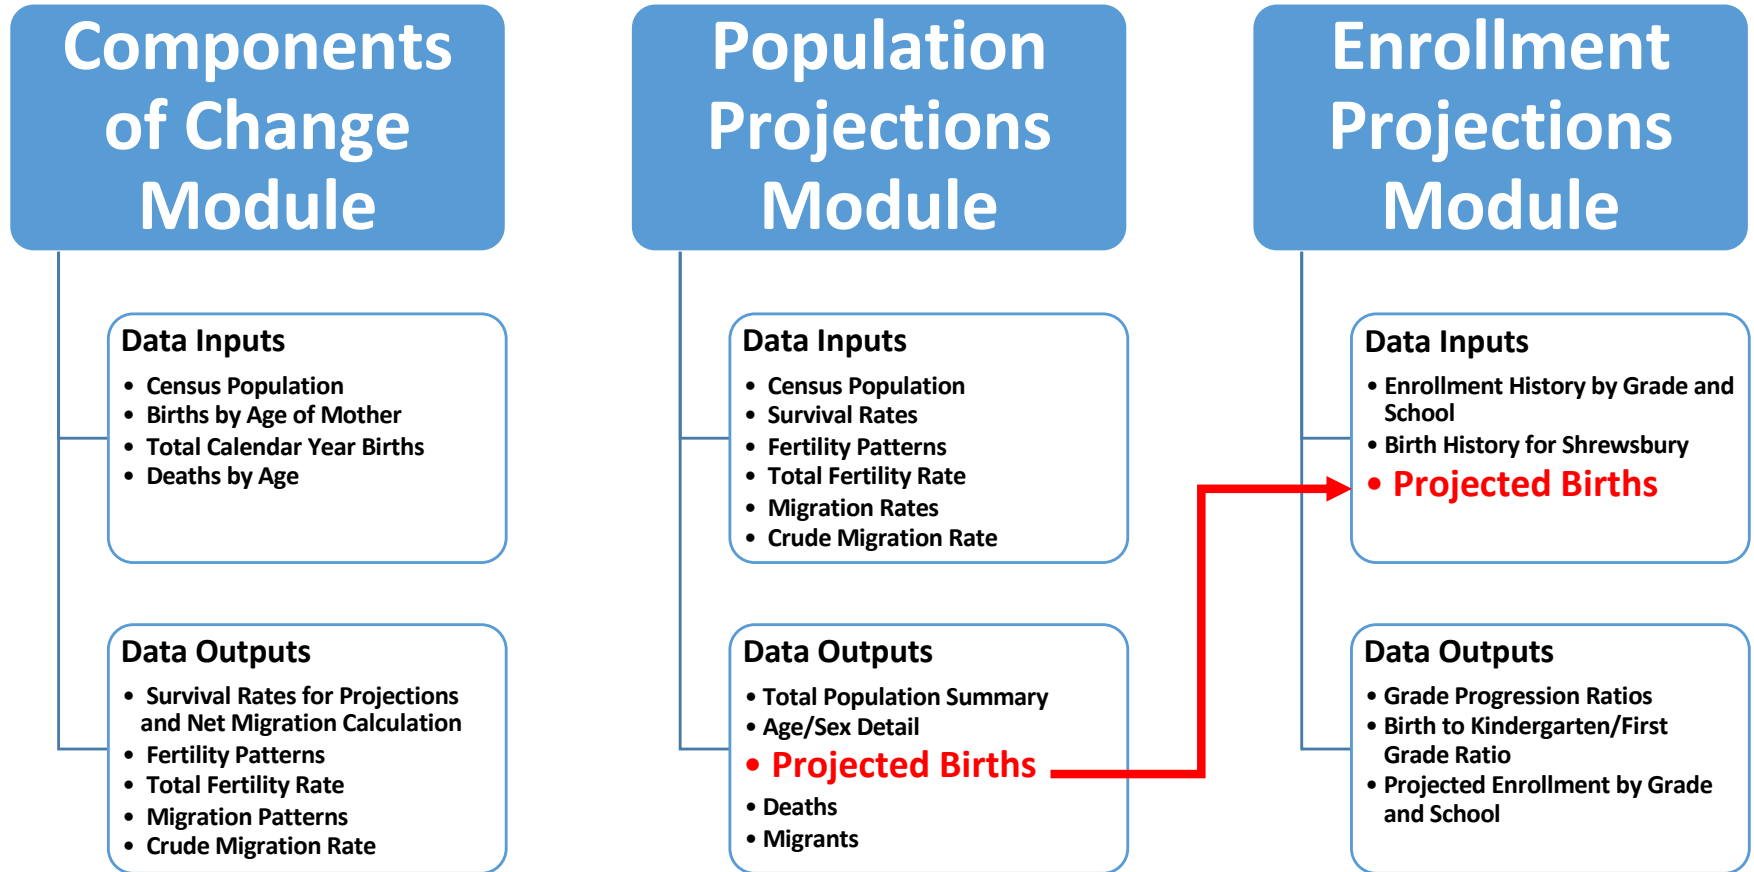 Components
of Change
Module
Data Inputs
• Census Population
• Births by Age of Mother
• Total Calendar Year Births
• Deaths by Age
Data Outputs
• Survival Rates for Projections
and Net Migration Calculation
• Fertility Patterns
• Total Fertility Rate
• Migration Patterns
• Crude Migration Rate
Population
Projections
Module
Data Inputs
• Census Population
• Survival Rates
• Fertility Patterns
• Total Fertility Rate
• Migration Rates
• Crude Migration Rate
Data Outputs
• Total Population Summary
• Age/Sex Detail
• Projected Births
• Deaths
• Migrants
Enrollment
Projections
Module
Data Inputs
• Enrollment History by Grade and
School
• Birth History for Shrewsbury
• Projected Births
Data Outputs
• Grade Progression Ratios
• Birth to Kindergarten/First
Grade Ratio
• Projected Enrollment by Grade
and School